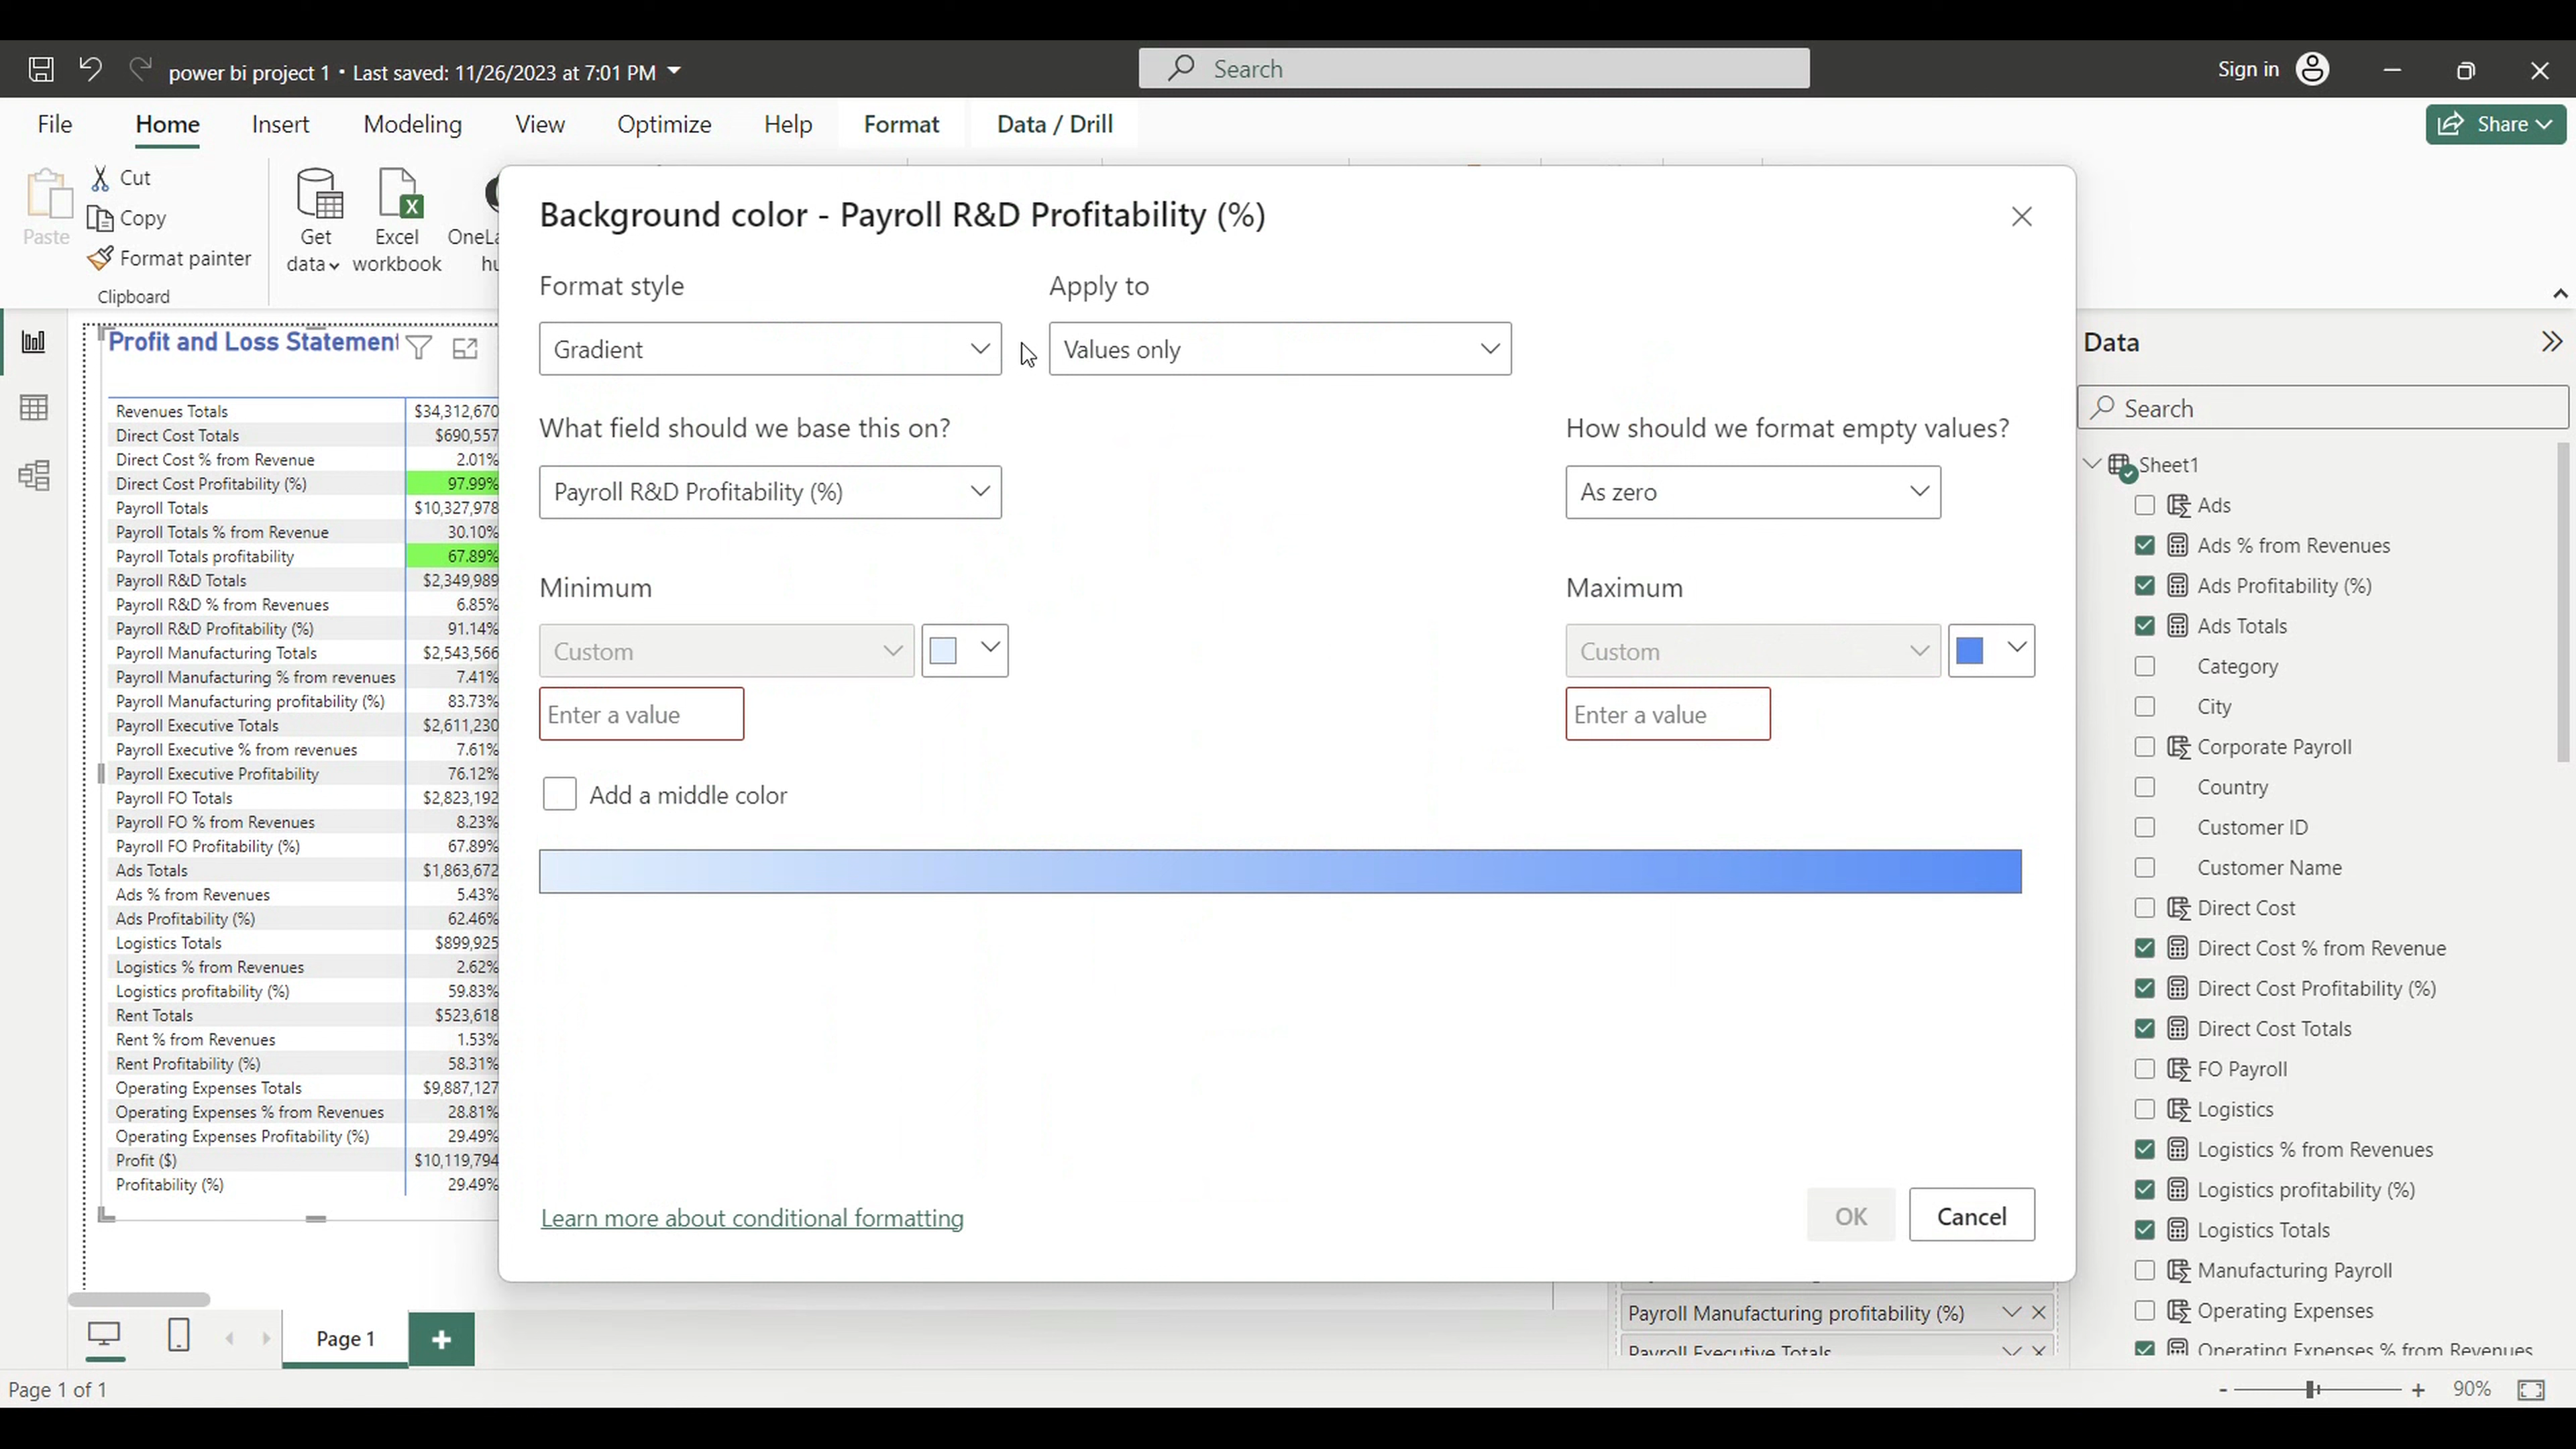 power bi project 1 • Last saved: 11/26/2023 at 7:01 PM
Search
Sign in
File Home Insert Modeling View Optimize Help Format Data / Drill
Share
Paste
Cut
Copy
Format painter
Clipboard
Get data
Excel workbook
Background color - Payroll R&D Profitability (%)
Format style
Apply to
Gradient
Values only
What field should we base this on?
How should we format empty values?
Payroll R&D Profitability (%)
As zero
Minimum
Maximum
Custom
Custom
Enter a value
Enter a value
Add a middle color
Learn more about conditional formatting
OK
Cancel
Profit and Loss Statement
Revenues Totals $34,312,670
Direct Cost Totals $690,557
Direct Cost % from Revenue 2.01%
Direct Cost Profitability (%) 97.99%
Payroll Totals $10,327,978
Payroll Totals % from Revenue 30.10%
Payroll Totals profitability 67.89%
Payroll R&D Totals $2,349,989
Payroll R&D % from Revenues 6.85%
Payroll R&D Profitability (%) 91.14%
Payroll Manufacturing Totals $2,543,566
Payroll Manufacturing % from revenues 7.41%
Payroll Manufacturing profitability (%) 83.73%
Payroll Executive Totals $2,611,230
Payroll Executive % from revenues 7.61%
Payroll Executive Profitability 76.12%
Payroll FO Totals $2,823,192
Payroll FO % from Revenues 8.23%
Payroll FO Profitability (%) 67.89%
Ads Totals $1,863,672
Ads % from Revenues 5.43%
Ads Profitability (%) 62.46%
Logistics Totals $899,925
Logistics % from Revenues 2.62%
Logistics profitability (%) 59.83%
Rent Totals $523,618
Rent % from Revenues 1.53%
Rent Profitability (%) 58.31%
Operating Expenses Totals $9,887,127
Operating Expenses % from Revenues 28.81%
Operating Expenses Profitability (%) 29.49%
Profit ($) $10,119,794
Profitability (%) 29.49%
Data
Search
Sheet1
Ads
Ads % from Revenues
Ads Profitability (%)
Ads Totals
Category
City
Corporate Payroll
Country
Customer ID
Customer Name
Direct Cost
Direct Cost % from Revenue
Direct Cost Profitability (%)
Direct Cost Totals
FO Payroll
Logistics
Logistics % from Revenues
Logistics profitability (%)
Logistics Totals
Manufacturing Payroll
Operating Expenses
Operating Expenses % from Revenues
Payroll Manufacturing profitability (%)
Payroll Executive Totals
Page 1
Page 1 of 1
- + 90%